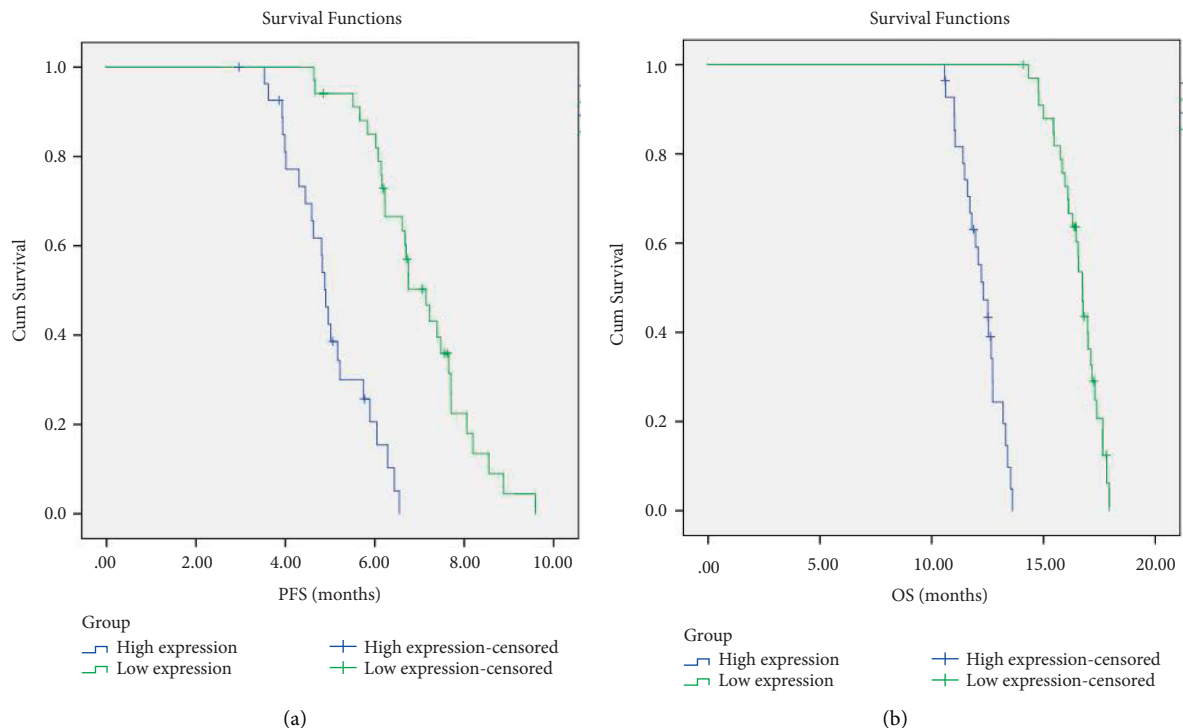 Survival Functions
1.0
0.8
0.6
0.4
0.2
0.0
Cum Survival
.00
2.00
4.00
6.00
8.00
10.00
PFS (months)
Group
High expression
High expression-censored
Low expression
Low expression-censored
(a)
Survival Functions
1.0
0.8
0.6
0.4
0.2
0.0
Cum Survival
.00
5.00
10.00
15.00
20.00
OS (months)
Group
High expression
High expression-censored
Low expression
Low expression-censored
(b)